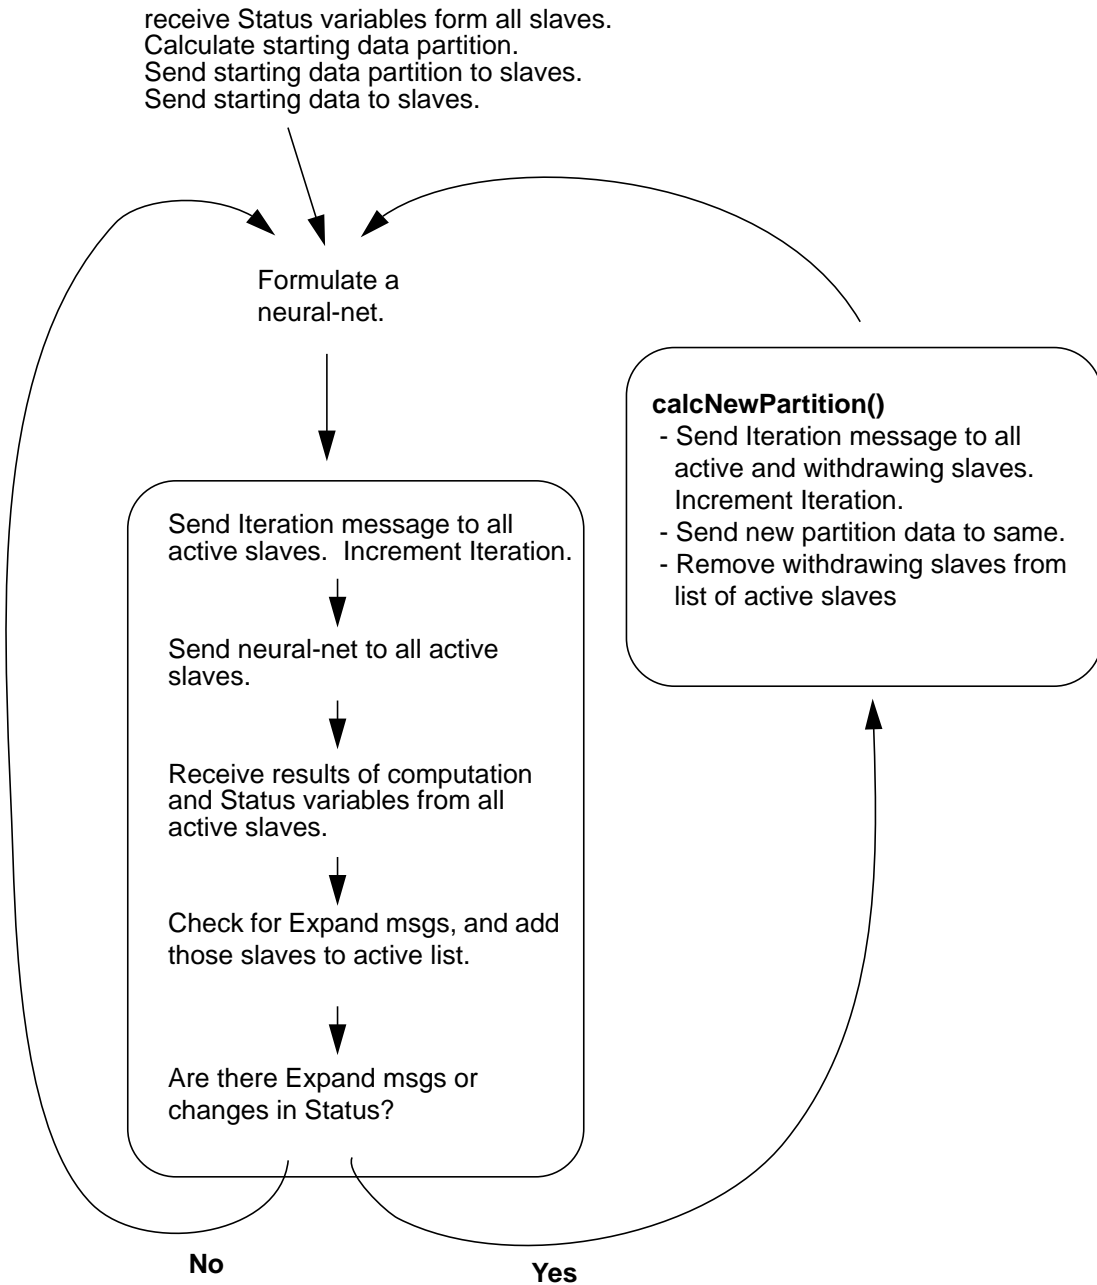 receive Status variables form all slaves.
Calculate starting data partition.
Send starting data partition to slaves.
Send starting data to slaves.
Formulate a
neural-net.
Send Iteration message to all
active slaves.  Increment Iteration.
Send neural-net to all active
slaves.
Receive results of computation
and Status variables from all
active slaves.
Check for Expand msgs, and add
those slaves to active list.
Are there Expand msgs or
changes in Status?
calcNewPartition()
- Send Iteration message to all
active and withdrawing slaves.
Increment Iteration.
- Send new partition data to same.
- Remove withdrawing slaves from
list of active slaves
No
Yes